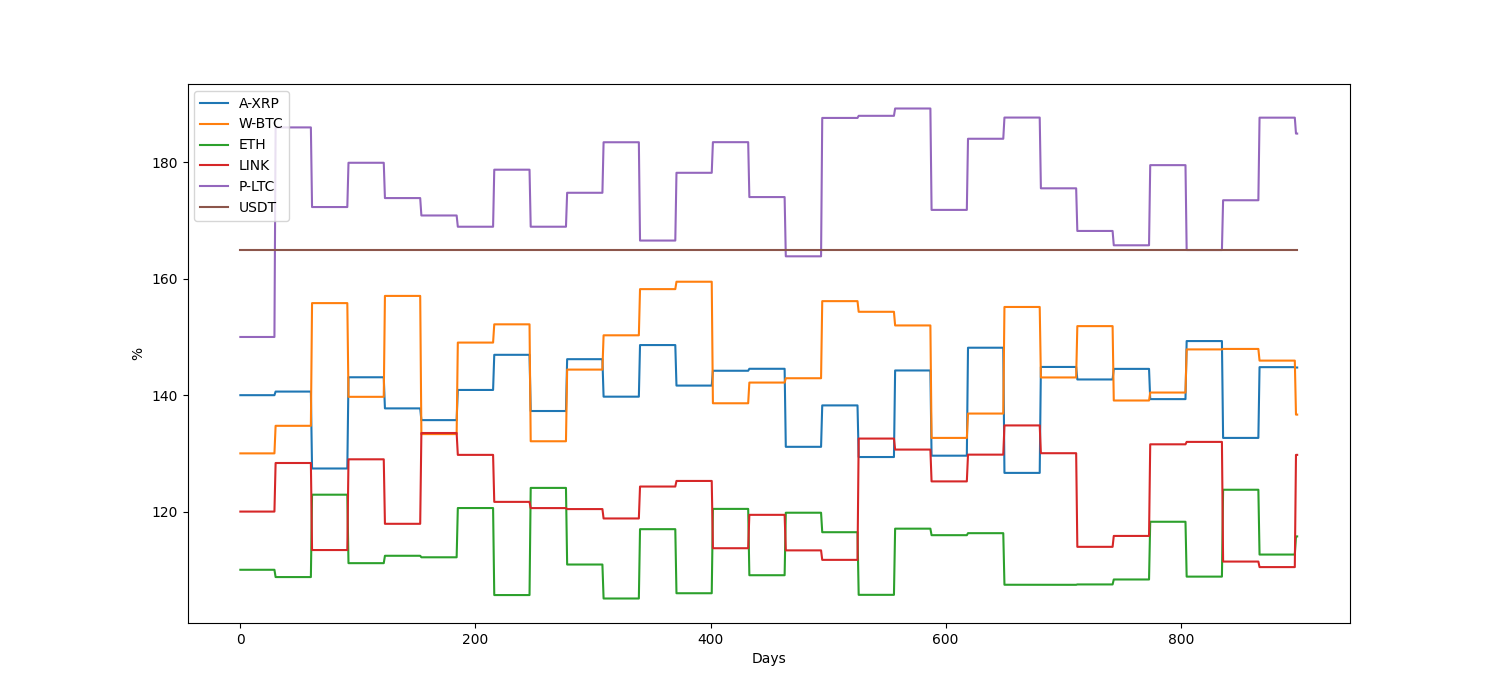 A-XRP
W-BTC
ETH
LINK
P-LTC
USDT
180
160
140
120
%
0 200 400 600 800
Days